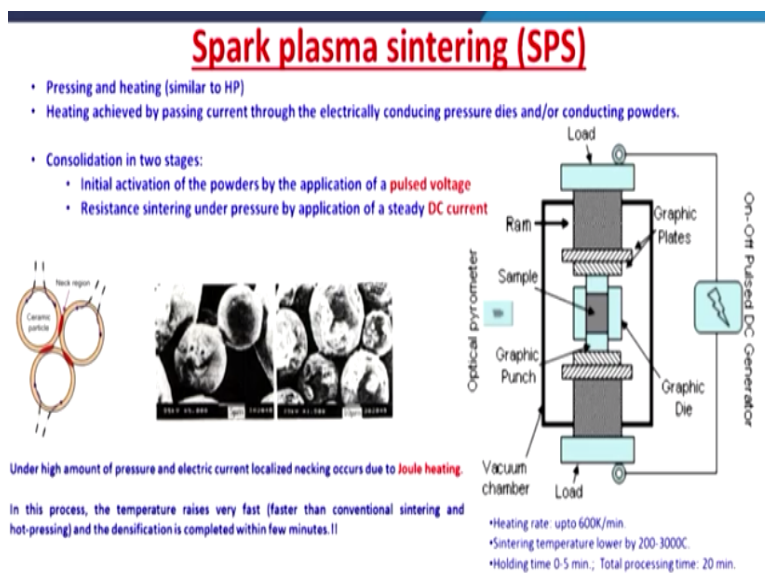 Spark plasma sintering (SPS)
• Pressing and heating (similar to HP)
• Heating achieved by passing current through the electrically conducing pressure dies and/or conducting powders.
• Consolidation in two stages:
• Initial activation of the powders by the application of a pulsed voltage
• Resistance sintering under pressure by application of a steady DC current
Neck region
Ceramic
particle
Under high amount of pressure and electric current localized necking occurs due to Joule heating.
In this process, the temperature raises very fast (faster than conventional sintering and
hot-pressing) and the densification is completed within few minutes.!!
Load
Ram
Graphic
Plates
Sample
Optical pyrometer
Graphic
Punch
Graphic
Die
On-Off Pulsed DC Generator
Vacuum
chamber
Load
•Heating rate: upto 600K/min.
•Sintering temperature lower by 200-3000C.
•Holding time 0-5 min.; Total processing time: 20 min.